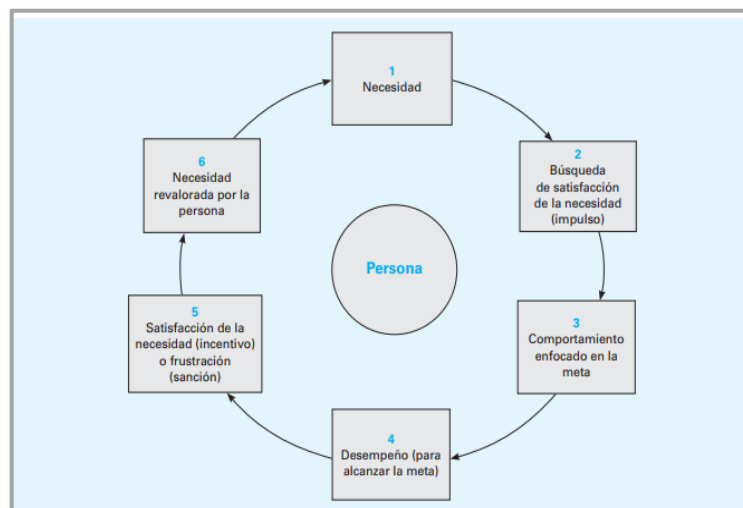 1
Necesidad
2
Búsqueda
de satisfacción
de la necesidad
(impulso)
3
Comportamiento
enfocado en la
meta
4
Desempeño (para
alcanzar la meta)
5
Satisfacción de la
necesidad (incentivo)
o frustración
(sanción)
6
Necesidad
revalorada por la
persona
Persona